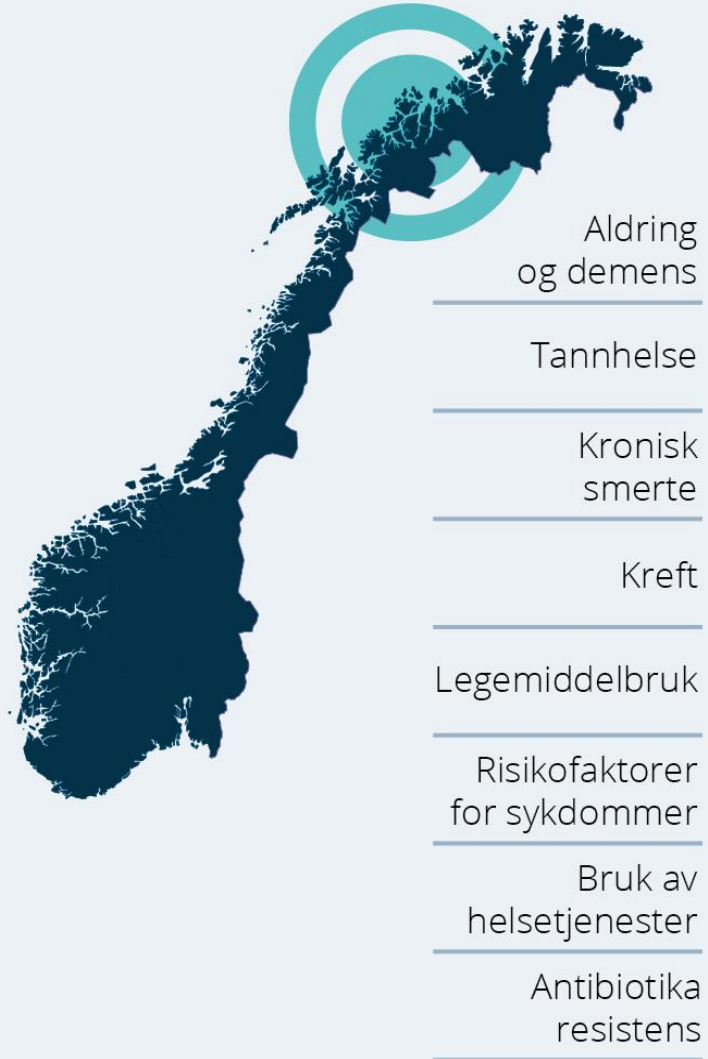 Aldring
og demens
Tannhelse
Kronisk
smerte
Kreft
Legemiddelbruk
Risikofaktorer
for sykdommer
Bruk av
helsetjenester
Antibiotika
resistens